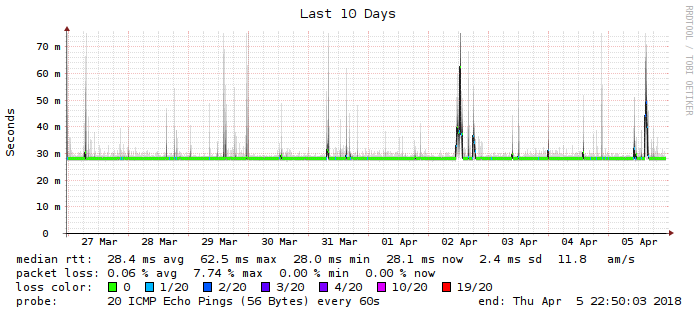 Last 10 Days
RRDTOOL / TOBI OETIKER
Seconds
70 m
60 m
50 m
40 m
30 m
20 m
10 m
0
27 Mar 28 Mar 29 Mar 30 Mar 31 Mar 01 Apr 02 Apr 03 Apr 04 Apr 05 Apr
median rtt: 28.4 ms avg 62.5 ms max 28.0 ms min 28.1 ms now 2.4 ms sd 11.8 am/s
packet loss: 0.06 % avg 7.74 % max 0.00 % min 0.00 % now
loss color: 0 1/20 2/20 3/20 4/20 10/20 19/20
probe: 20 ICMP Echo Pings (56 Bytes) every 60s end: Thu Apr 5 22:50:03 2018